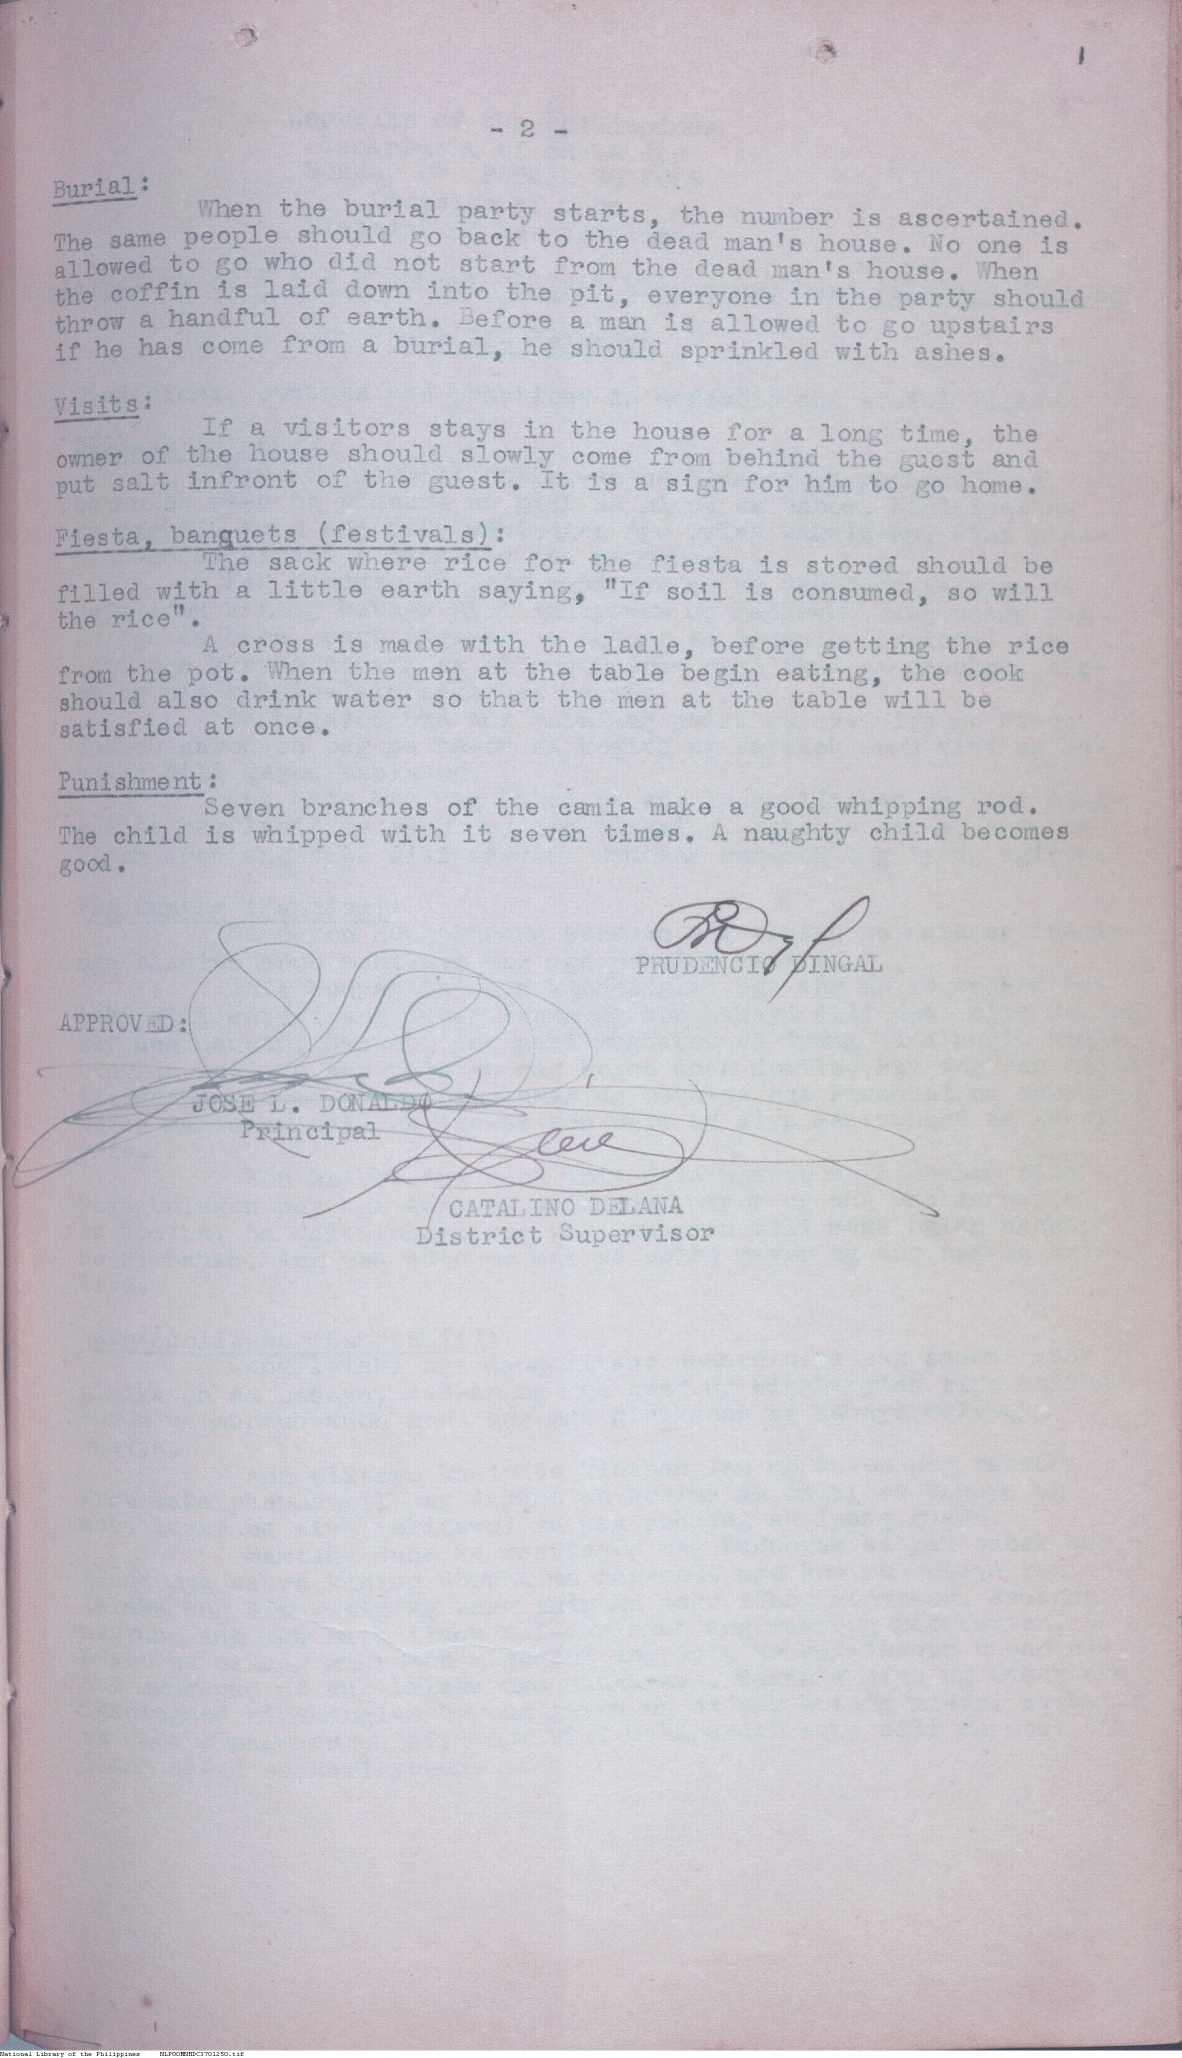 1
- 2 -
Burial:
When the burial party starts, the number is ascertained.
The same people should go back to the dead man's house. No one is
allowed to go who did not start from the dead man's house. When
the coffin is laid down into the pit, everyone in the party should
throw a handful of earth. Before a man is allowed to go upstairs
if he has come from a burial, he should sprinkled with ashes.
Visits:
If a visitors stays in the house for a long time, the
owner of the house should slowly come from behind the guest and
put salt infront of the guest. It is a sign for him to go home.
Fiesta, banquets (festivals):
The sack where rice for the fiesta is stored should be
filled with a little earth saying, "If soil is consumed, so will
the rice".
A cross is made with the ladle, before getting the rice
from the pot. When the men at the table begin eating, the cook
should also drink water so that the men at the table will be
satisfied at once.
Punishment:
Seven branches of the camia make a good whipping rod.
The child is whipped with it seven times. A naughty child becomes
good.
PRUDENCIO DINGAL
APPROVED:
JOSE L. DONALDO
Principal
CATALINO DELANA
District Supervisor
National Library of the Philippines NLPOOMNHDC3701250.tif